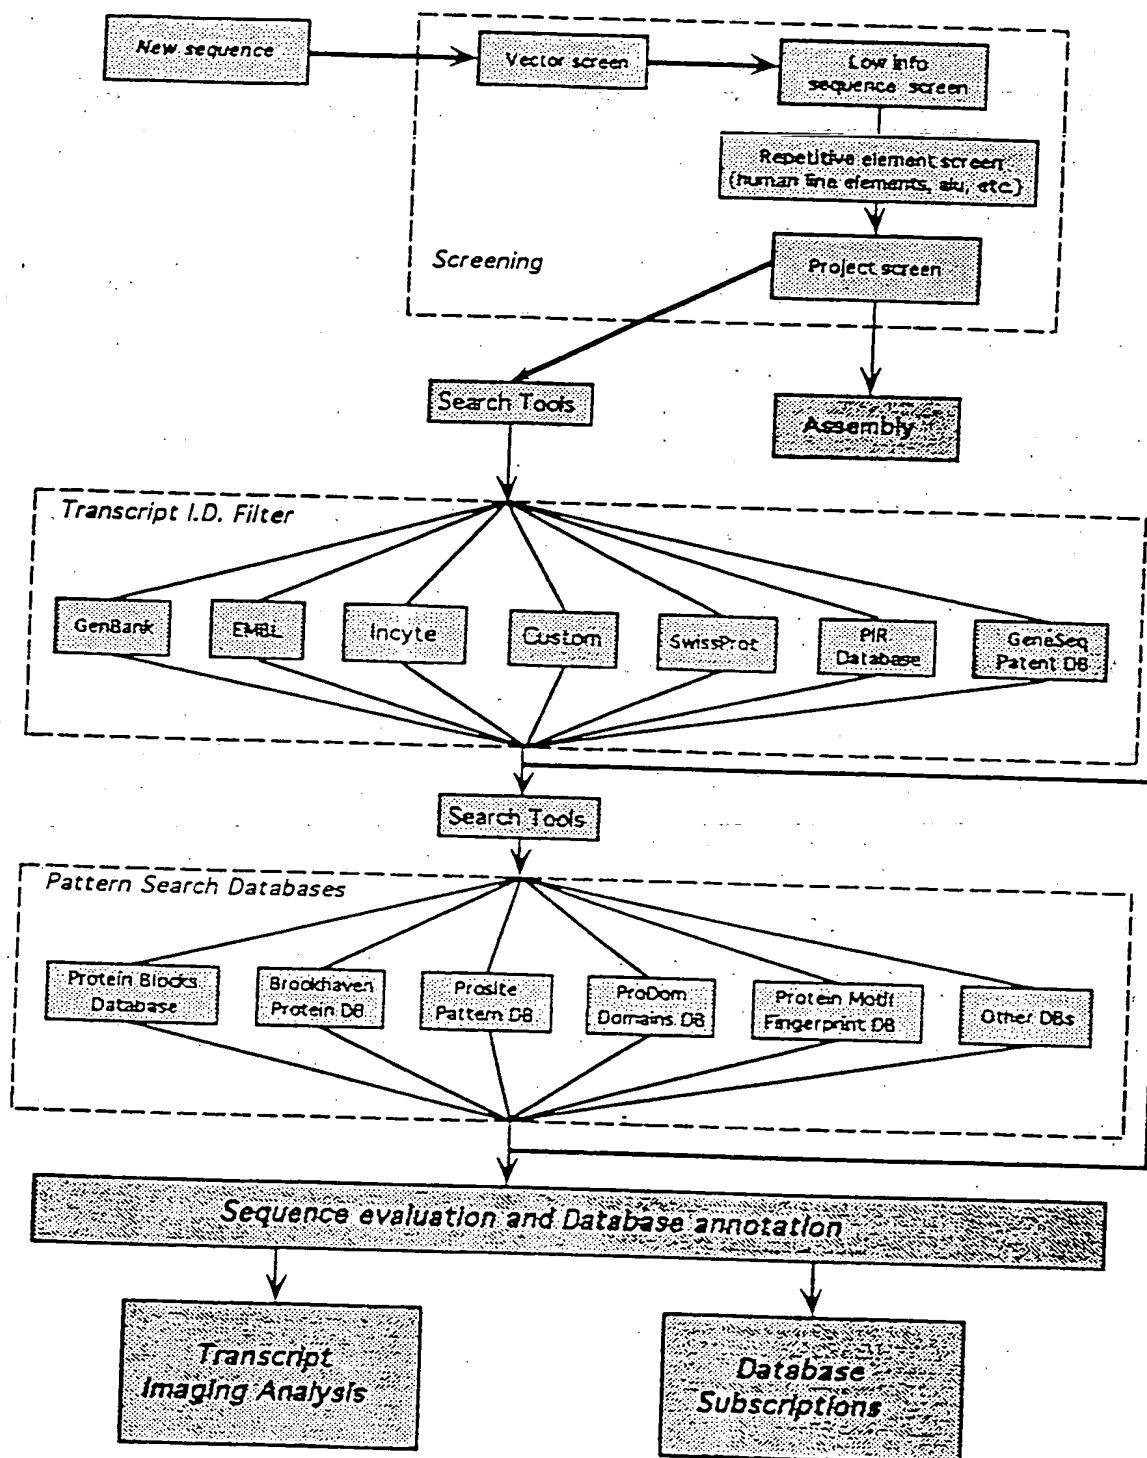 New sequence
Vector screen
Low info
sequence screen
Repetitive element screen
(human line elements, alu, etc.)
Screening
Project screen
Search Tools
Assembly
Transcript I.D. Filter
GenBank
EMBL
Incyte
Custom
SwissProt
PIR
Database
GeneSeq
Patent DB
Search Tools
Pattern Search Databases
Protein Blocks
Database
Brookhaven
Protein DB
Prosite
Pattern DB
ProDom
Domains DB
Protein Motif
Fingerprint DB
Other DBs
Sequence evaluation and Database annotation
Transcript
Imaging Analysis
Database
Subscriptions